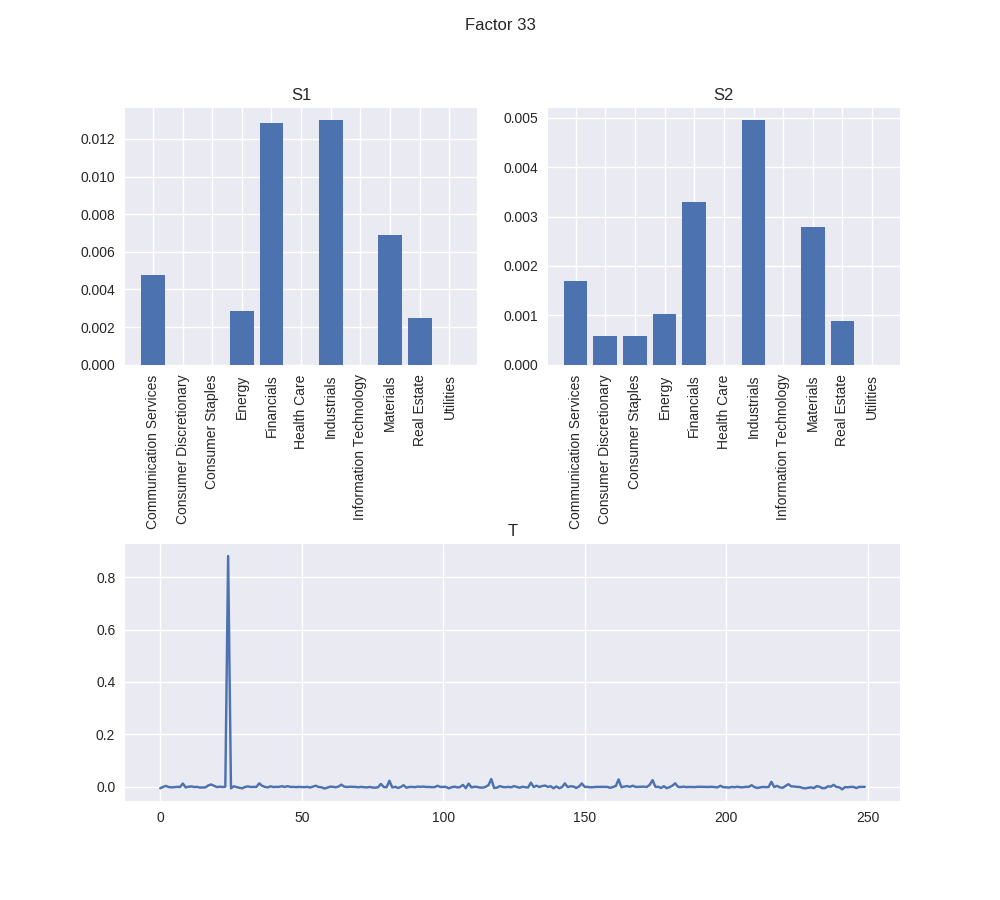 Factor 33
S1
0.012
0.010
0.008
0.006
0.004
0.002
0.000
Communication Services
Consumer Discretionary
Consumer Staples
Energy
Financials
Health Care
Industrials
Information Technology
Materials
Real Estate
Utilities
S2
0.005
0.004
0.003
0.002
0.001
0.000
Communication Services
Consumer Discretionary
Consumer Staples
Energy
Financials
Health Care
Industrials
Information Technology
Materials
Real Estate
Utilities
T
0.8
0.6
0.4
0.2
0.0
0
50
100
150
200
250